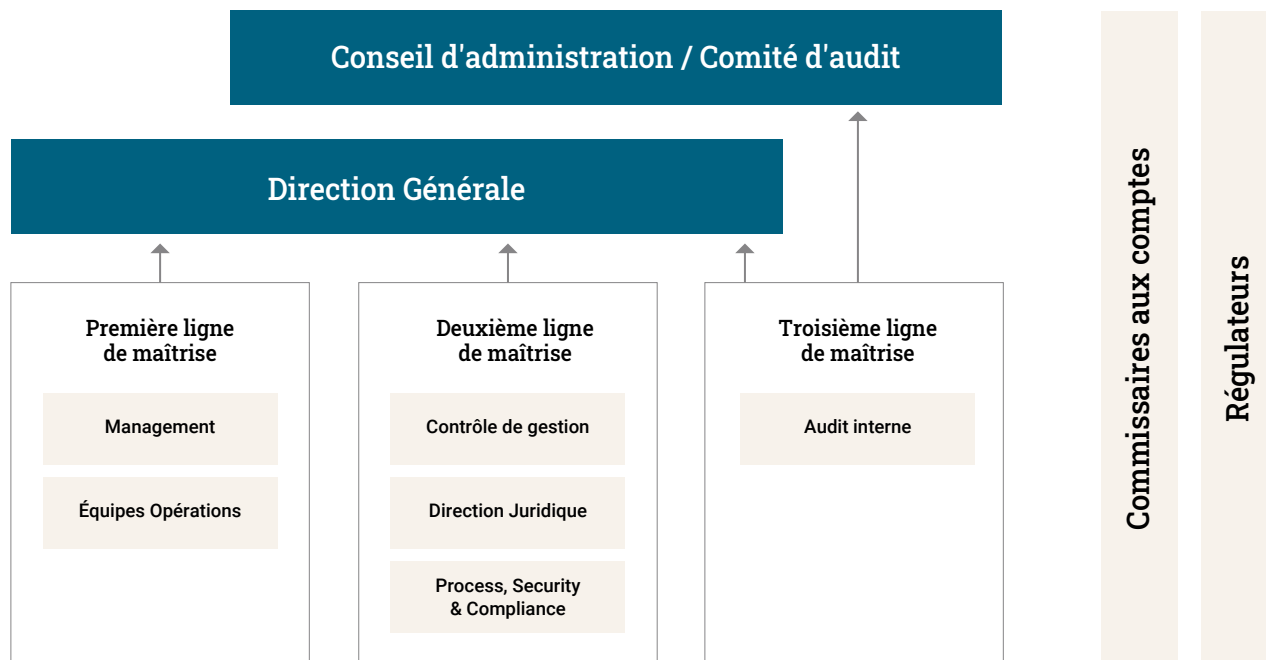 Conseil d'administration / Comité d'audit
Direction Générale
Première ligne
de maîtrise
Management
Équipes Opérations
Deuxième ligne
de maîtrise
Contrôle de gestion
Direction Juridique
Process, Security
& Compliance
Troisième ligne
de maîtrise
Audit interne
Commissaires aux comptes
Régulateurs